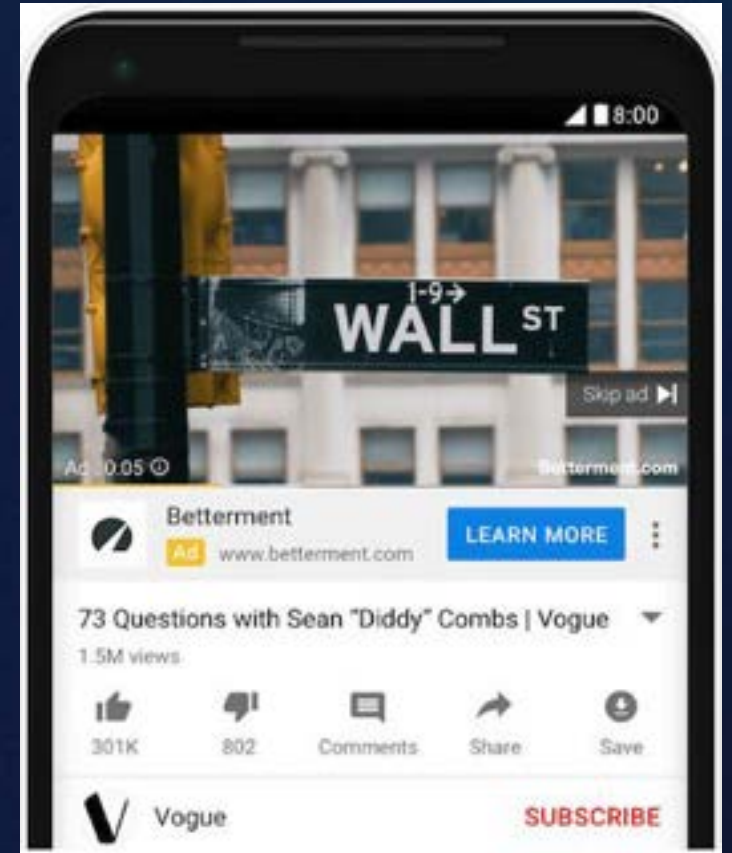 8:00
1-9→
WALL ST
Skip ad
Ad 0:05
Betterment.com
Betterment
Ad www.betterment.com
LEARN MORE
73 Questions with Sean "Diddy" Combs | Vogue
1.5M views
301K 802 Comments Share Save
Vogue SUBSCRIBE